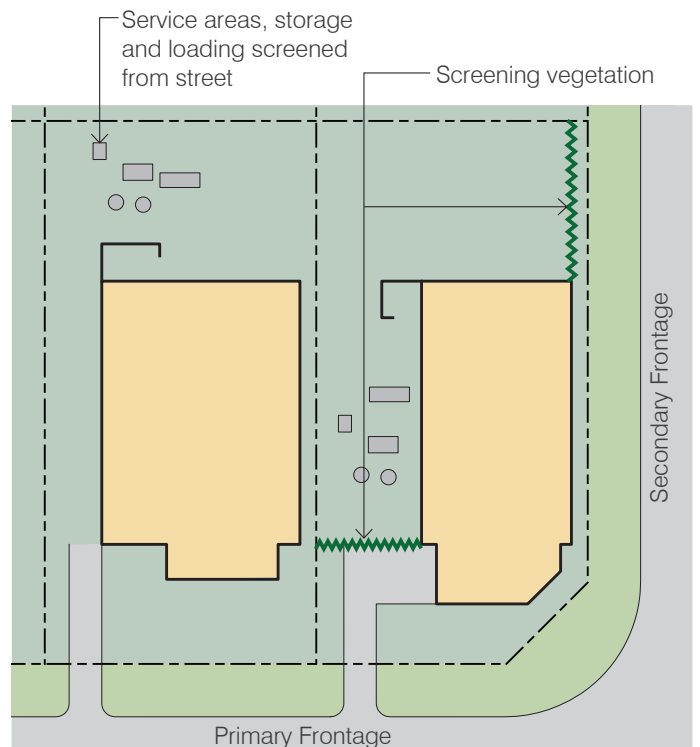 Service areas, storage
and loading screened
from street
Screening vegetation
Secondary Frontage
Primary Frontage